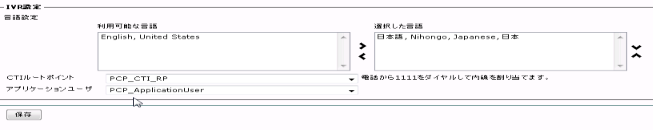 IVR設定
言語設定
利用可能な言語
選択した言語
English, United States
日本語, Nihongo, Japanese, 日本
CTIルートポイント
PCP_CTI_RP
電話から1111をダイヤルして内線を割り当てます。
アプリケーションユーザ
PCP_ApplicationUser
保存